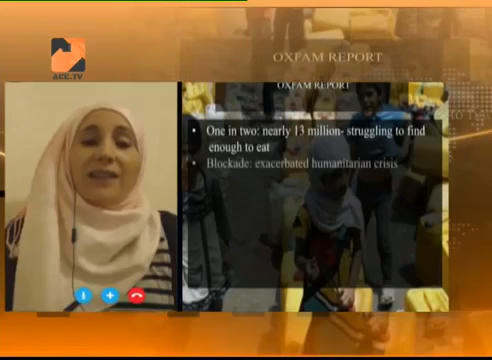 OXFAM REPORT
ACE.TV
OXFAM REPORT
• One in two: nearly 13 million- struggling to find
enough to eat
• Blockade: exacerbated humanitarian crisis